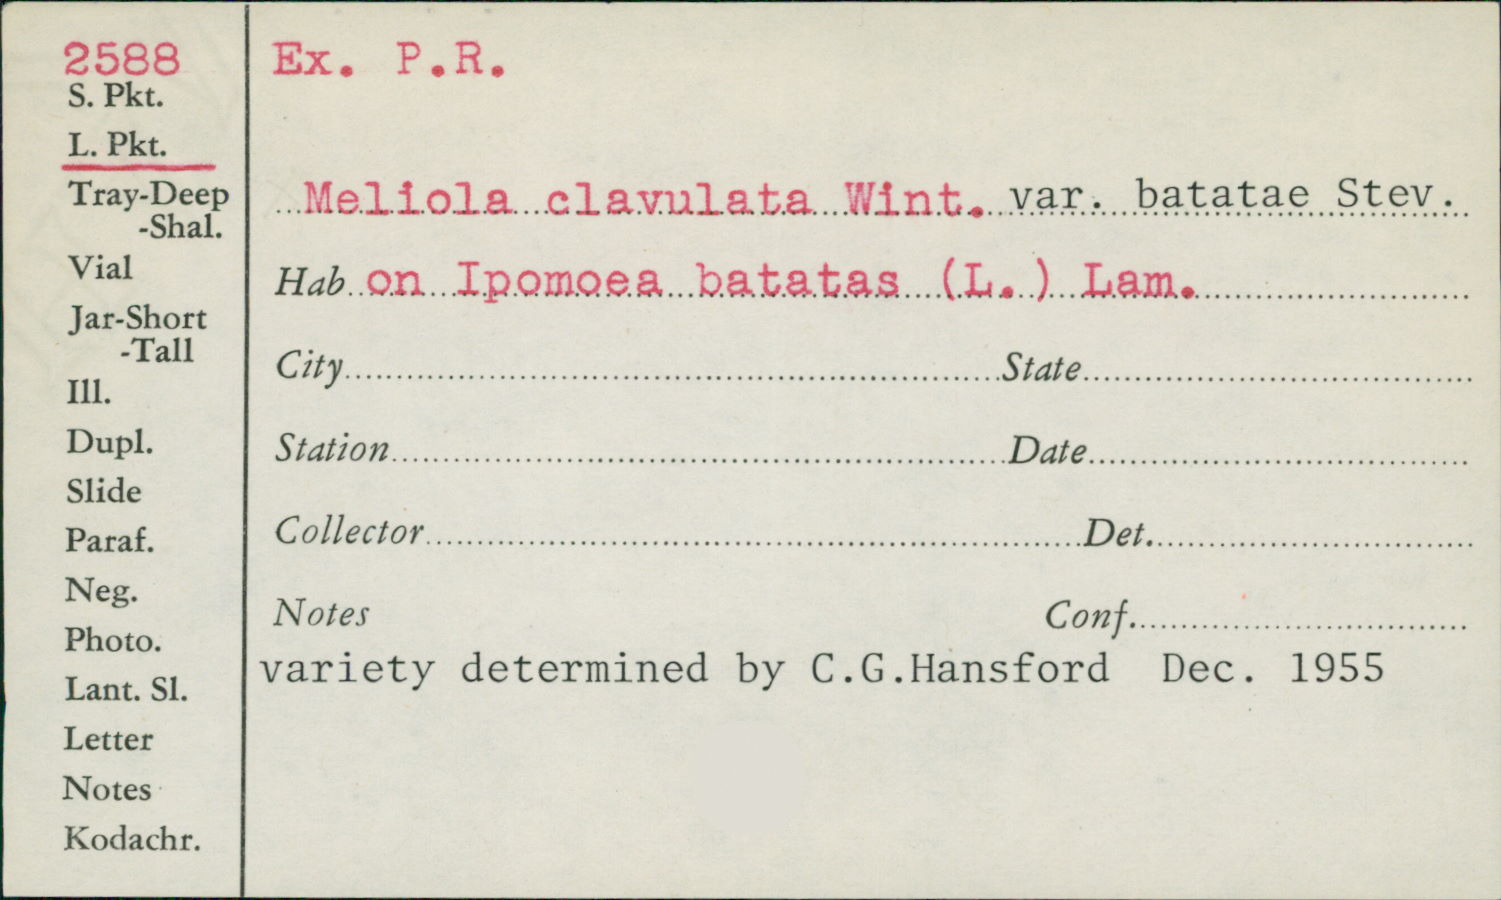 2588
S. Pkt.
L. Pkt.
Tray-Deep
-Shal.
Vial
Jar-Short
-Tall
Ill.
Dupl.
Slide
Paraf.
Neg.
Photo.
Lant. Sl.
Letter
Notes
Kodachr.
Ex. P.R.
Meliola clavulata Wint. var. batatae Stev.
Hab. on Ipomoea batatas (L.) Lam.
City State
Station Date
Collector Det.
Notes Conf.
variety determined by C.G.Hansford Dec. 1955